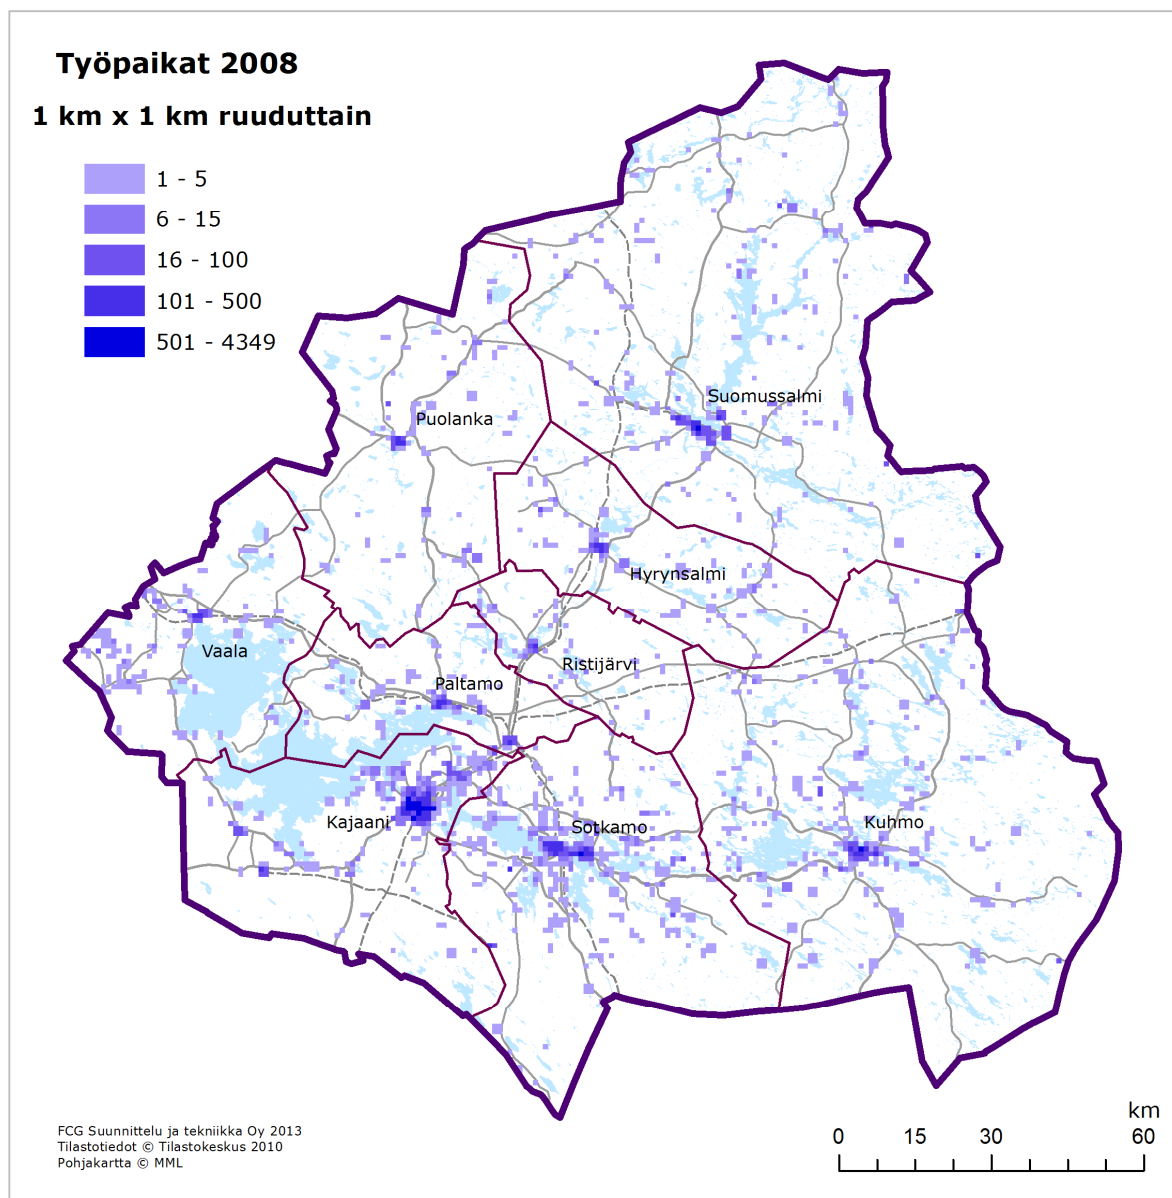 Työpaikat 2008
1 km x 1 km ruuduttain
1 - 5
6 - 15
16 - 100
101 - 500
501 - 4349
Suomussalmi
Puolanka
Hyrynsalmi
Vaala
Ristijärvi
Paltamo
Kajaani
Sotkamo
Kuhmo
km
0 15 30 60
FCG Suunnittelu ja tekniikka Oy 2013
Tilastotiedot © Tilastokeskus 2010
Pohjakartta © MML